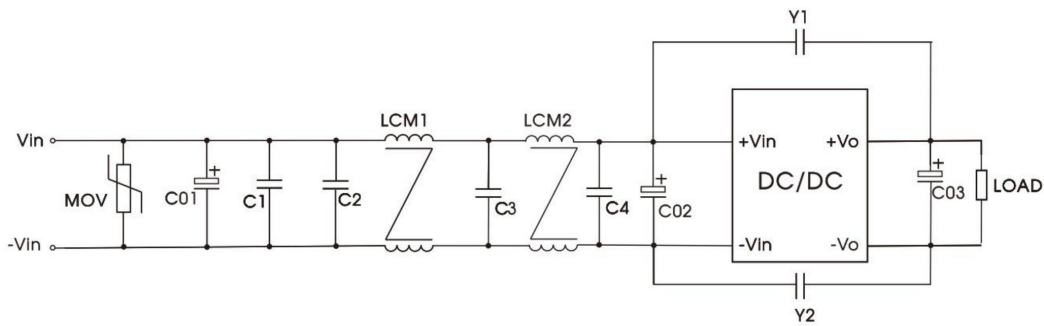 Y1
LCM1
LCM2
Vin
+Vin
+Vo
+
+
+
+
MOV
C01
C1
C2
C3
C4
C02
DC/DC
C03
LOAD
-Vin
-Vin
-Vo
Y2